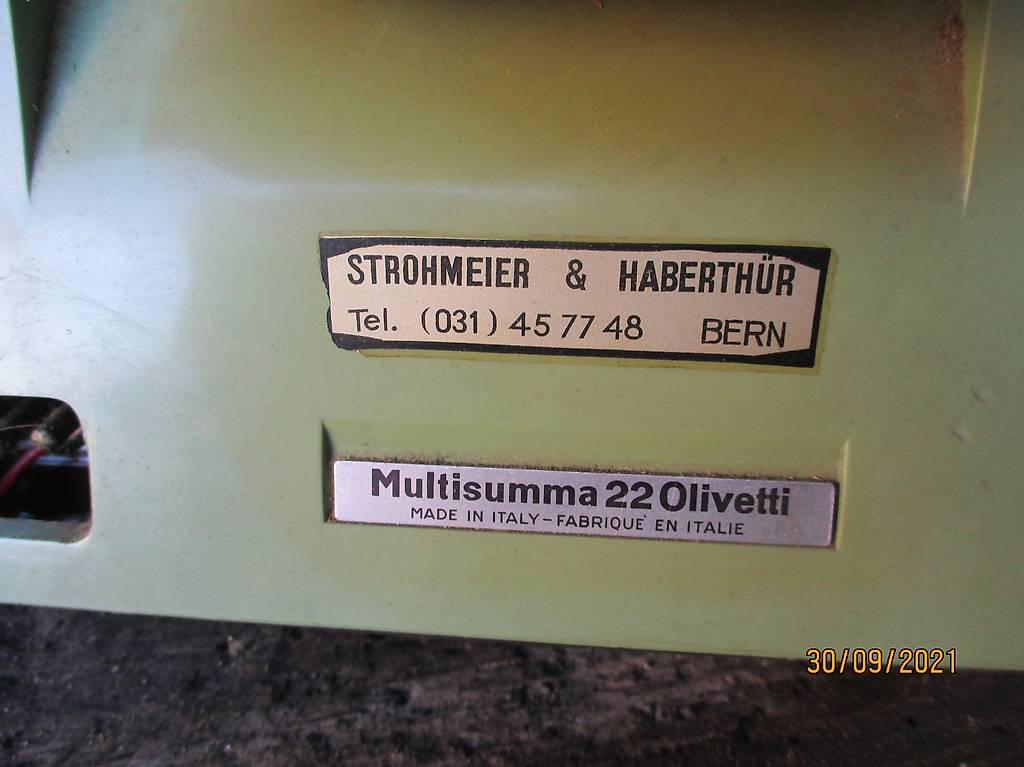 STROHMEIER & HABERTHÜR
Tel. (031) 45 77 48 BERN
Multisumma 22 Olivetti
MADE IN ITALY – FABRIQUÉ EN ITALIE
30/09/2021